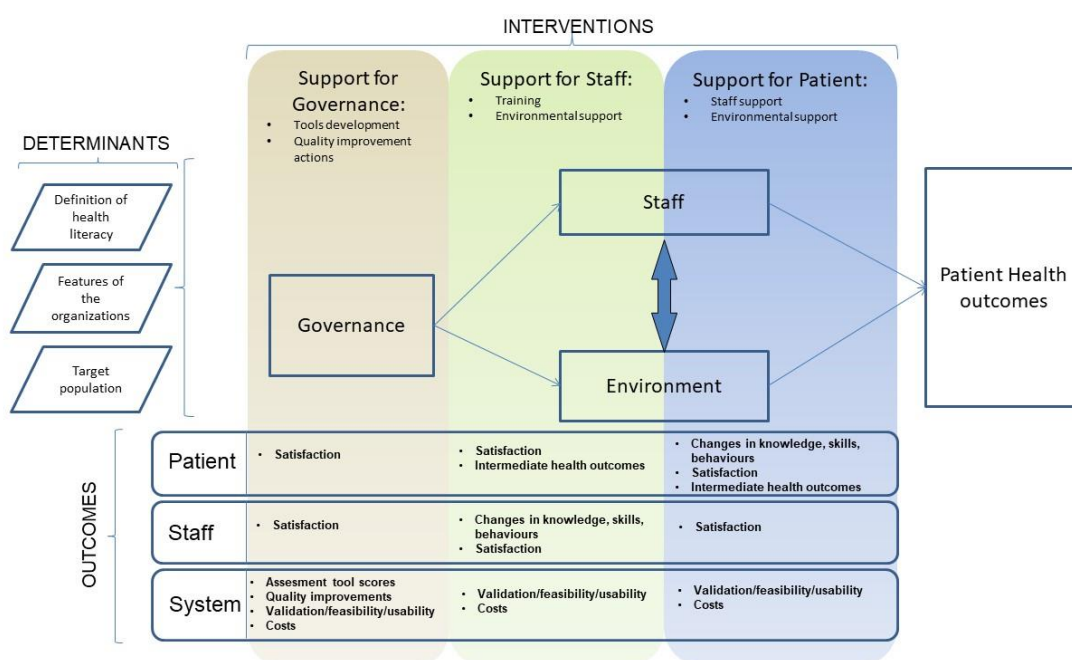 INTERVENTIONS
Support for
Governance:
• Tools development
• Quality improvement
actions
Support for Staff:
• Training
• Environmental support
Support for Patient:
• Staff support
• Environmental support
DETERMINANTS
Definition of
health
literacy
Features of
the
organizations
Target
population
Governance
Staff
Environment
Patient Health
outcomes
OUTCOMES
Patient
• Satisfaction
• Satisfaction
• Intermediate health outcomes
• Changes in knowledge, skills,
behaviours
• Satisfaction
• Intermediate health outcomes
Staff
• Satisfaction
• Changes in knowledge, skills,
behaviours
• Satisfaction
• Satisfaction
System
• Assesment tool scores
• Quality improvements
• Validation/feasibility/usability
• Costs
• Validation/feasibility/usability
• Costs
• Validation/feasibility/usability
• Costs